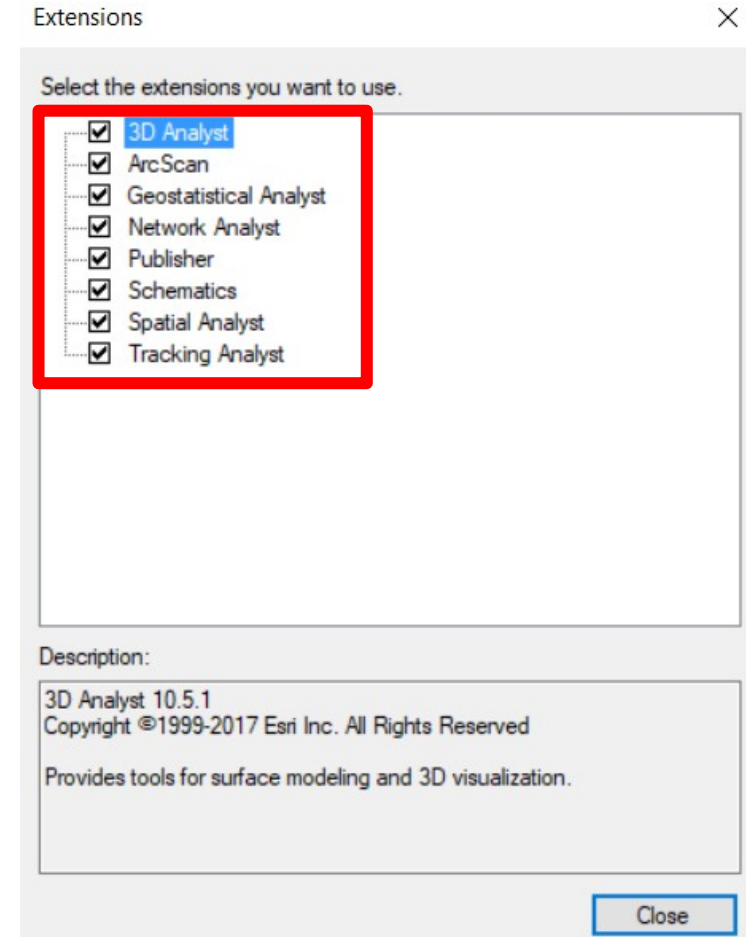 Extensions
Select the extensions you want to use.
3D Analyst
ArcScan
Geostatistical Analyst
Network Analyst
Publisher
Schematics
Spatial Analyst
Tracking Analyst
Description:
3D Analyst 10.5.1
Copyright ©1999-2017 Esri Inc. All Rights Reserved
Provides tools for surface modeling and 3D visualization.
Close